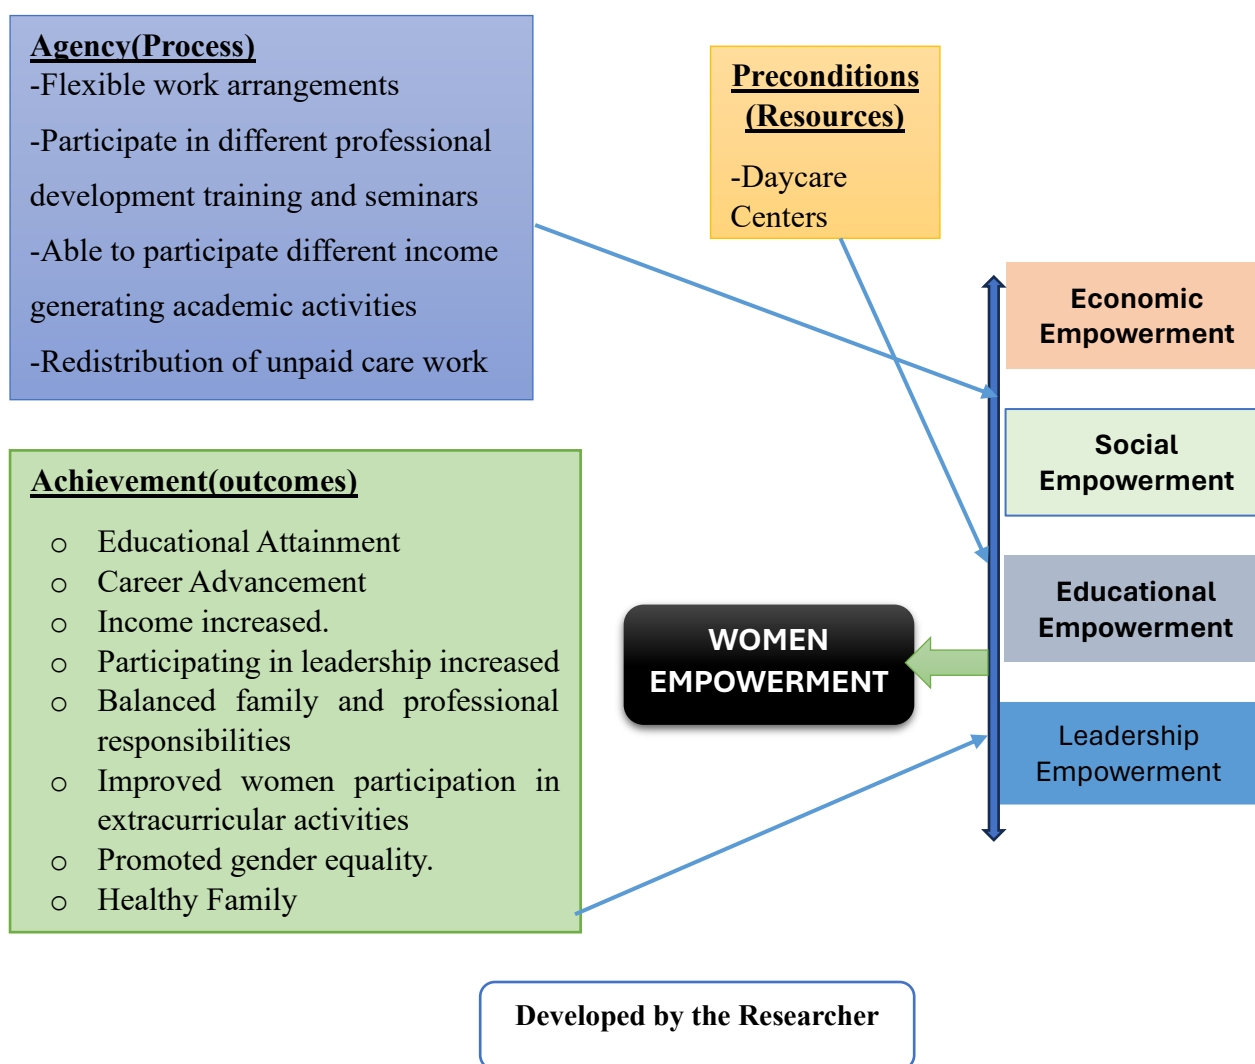 Agency(Process)
-Flexible work arrangements
-Participate in different professional
development training and seminars
-Able to participate different income
generating academic activities
-Redistribution of unpaid care work
Preconditions
(Resources)
-Daycare
Centers
Economic
Empowerment
Social
Empowerment
Educational
Empowerment
Leadership
Empowerment
Achievement(outcomes)
o Educational Attainment
o Career Advancement
o Income increased.
o Participating in leadership increased
o Balanced family and professional
responsibilities
o Improved women participation in
extracurricular activities
o Promoted gender equality.
o Healthy Family
WOMEN
EMPOWERMENT
Developed by the Researcher